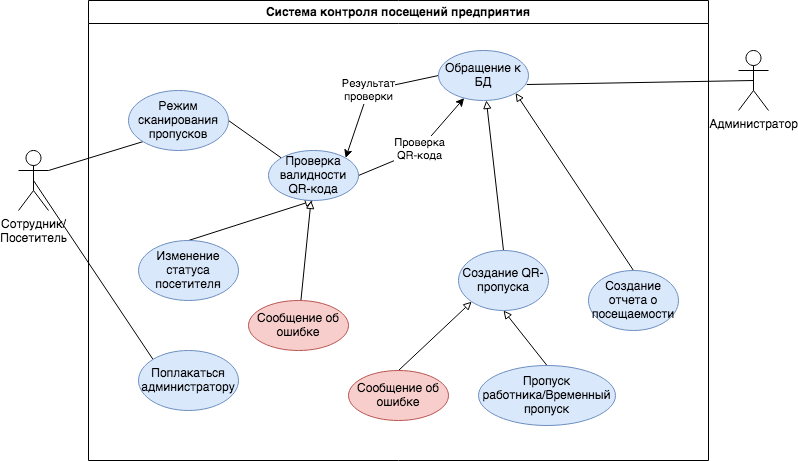 Система контроля посещений предприятия
Обращение к
БД
Результат
проверки
Режим
сканирования
пропусков
Администратор
Проверка
QR-кода
Проверка
валидности
QR-кода
Сотрудник/
Посетитель
Изменение
статуса
посетителя
Создание QR-
пропуска
Создание
отчета о
посещаемости
Сообщение об
ошибке
Поплакаться
администратору
Сообщение об
ошибке
Пропуск
работника/Временный
пропуск